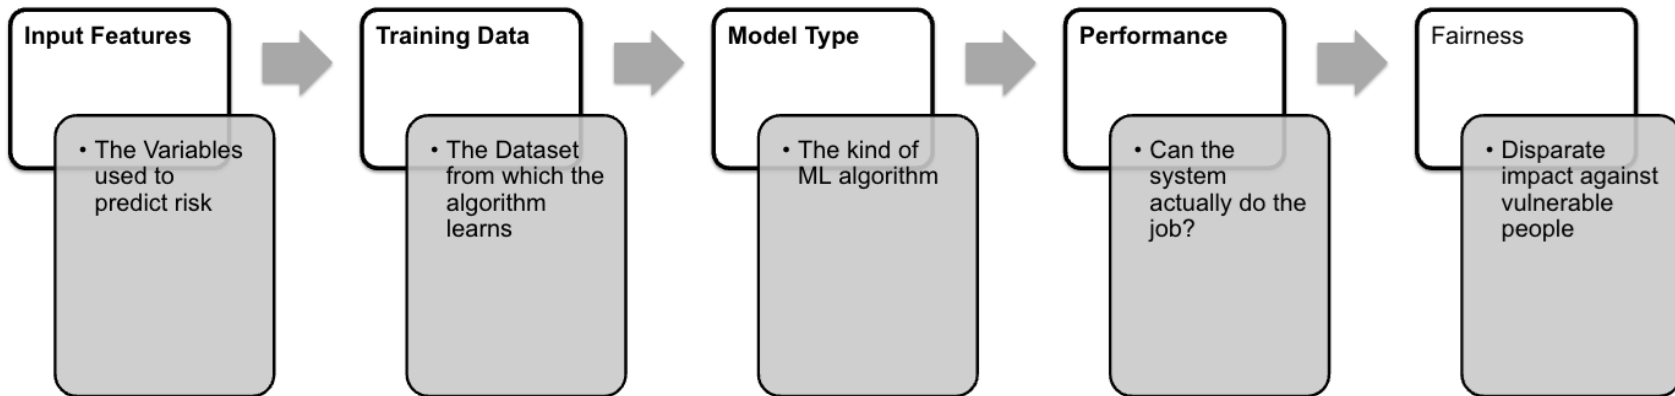 Input Features
• The Variables
used to
predict risk
Training Data
• The Dataset
from which the
algorithm
learns
Model Type
• The kind of
ML algorithm
Performance
• Can the
system
actually do the
job?
Fairness
• Disparate
impact against
vulnerable
people